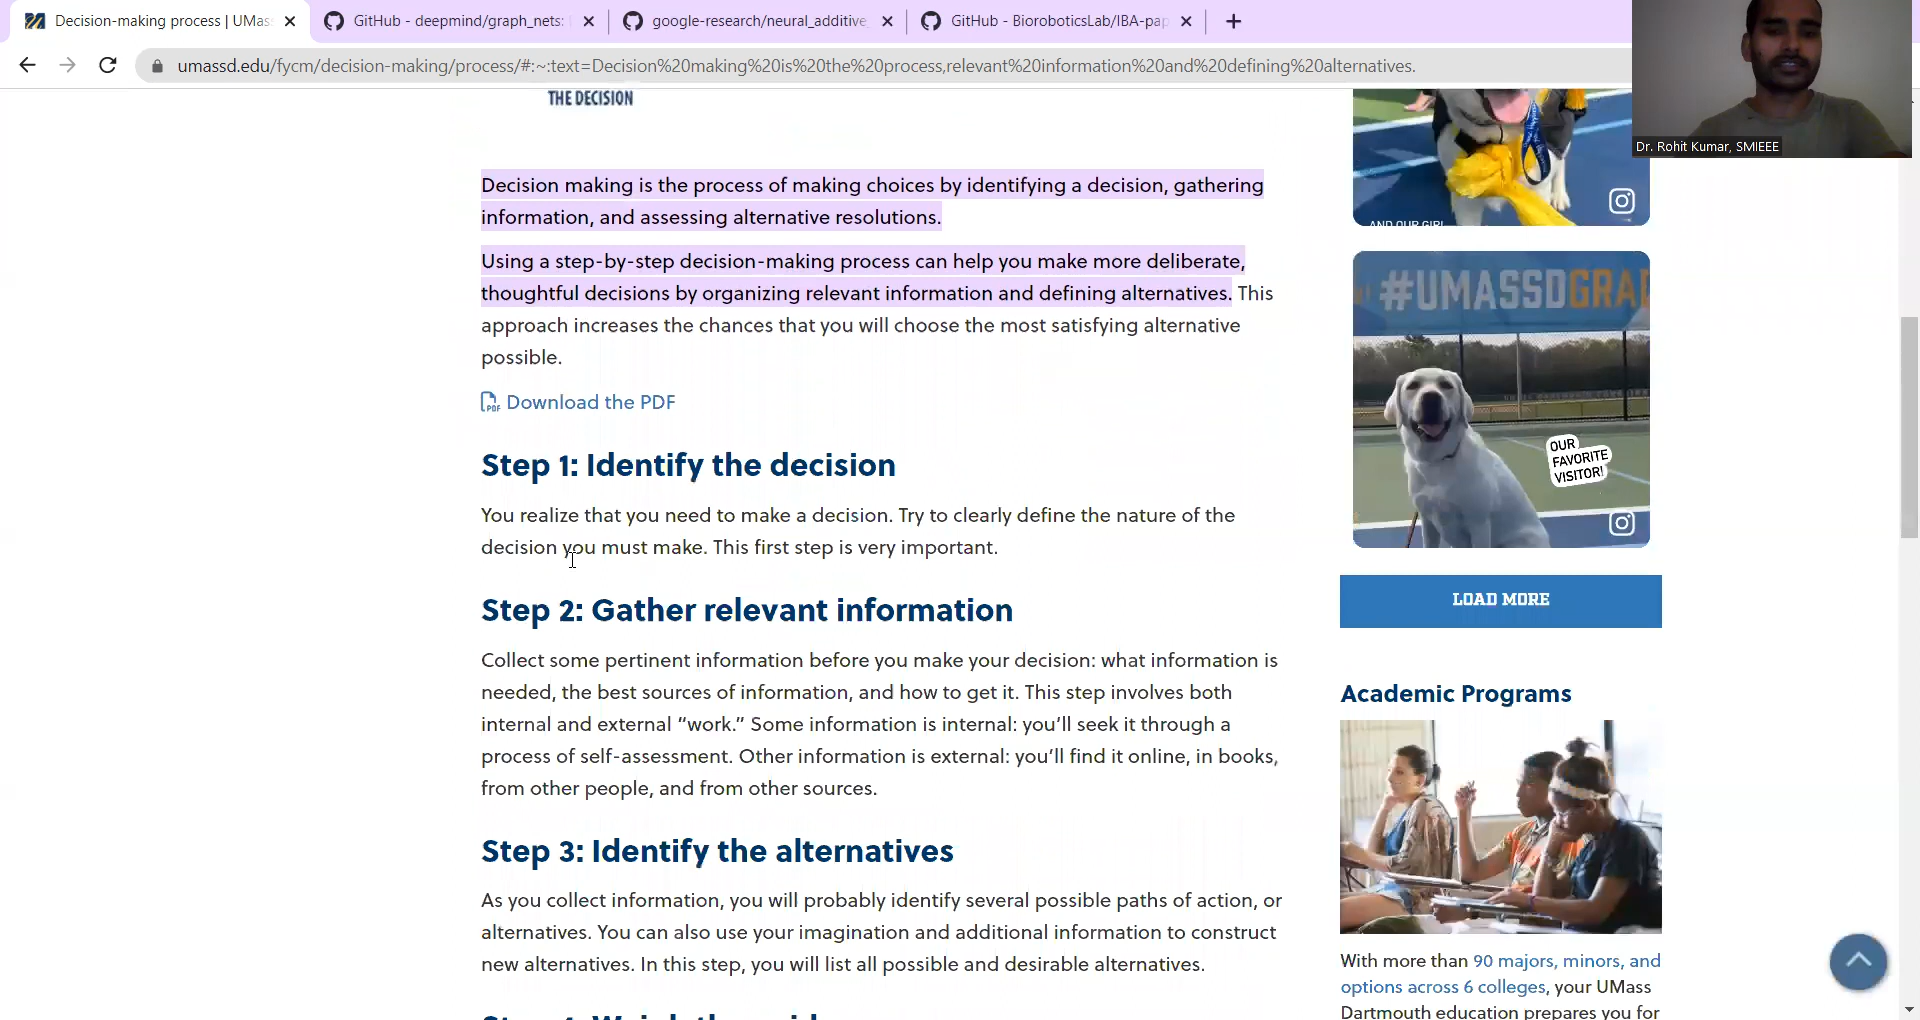 Decision-making process | UMas
GitHub - deepmind/graph_nets:
google-research/neural_additive_
GitHub - BioroboticsLab/IBA-pap
umassd.edu/fycm/decision-making/process/#:~:text=Decision%20making%20is%20the%20process,relevant%20information%20and%20defining%20alternatives.
Dr. Rohit Kumar, SMIEEE
THE DECISION
Decision making is the process of making choices by identifying a decision, gathering
information, and assessing alternative resolutions.
Using a step-by-step decision-making process can help you make more deliberate,
thoughtful decisions by organizing relevant information and defining alternatives. This
approach increases the chances that you will choose the most satisfying alternative
possible.
PDF Download the PDF
Step 1: Identify the decision
You realize that you need to make a decision. Try to clearly define the nature of the
decision you must make. This first step is very important.
Step 2: Gather relevant information
Collect some pertinent information before you make your decision: what information is
needed, the best sources of information, and how to get it. This step involves both
internal and external “work.” Some information is internal: you’ll seek it through a
process of self-assessment. Other information is external: you’ll find it online, in books,
from other people, and from other sources.
Step 3: Identify the alternatives
As you collect information, you will probably identify several possible paths of action, or
alternatives. You can also use your imagination and additional information to construct
new alternatives. In this step, you will list all possible and desirable alternatives.
AND OUR GIRL
#UMASSDGRAD
OUR
FAVORITE
VISITOR!
LOAD MORE
Academic Programs
With more than 90 majors, minors, and
options across 6 colleges, your UMass
Dartmouth education prepares you for